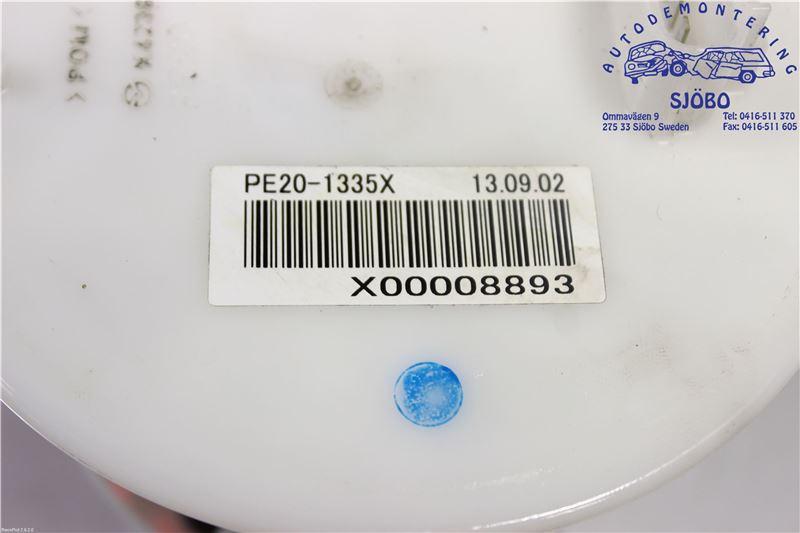 AUTODEMONTERING
SJÖBO
Ommavägen 9
275 33 Sjöbo Sweden
Tel: 0416-511 370
Fax: 0416-511 605
>POM<
PE20-1335X 13.09.02
X00008893